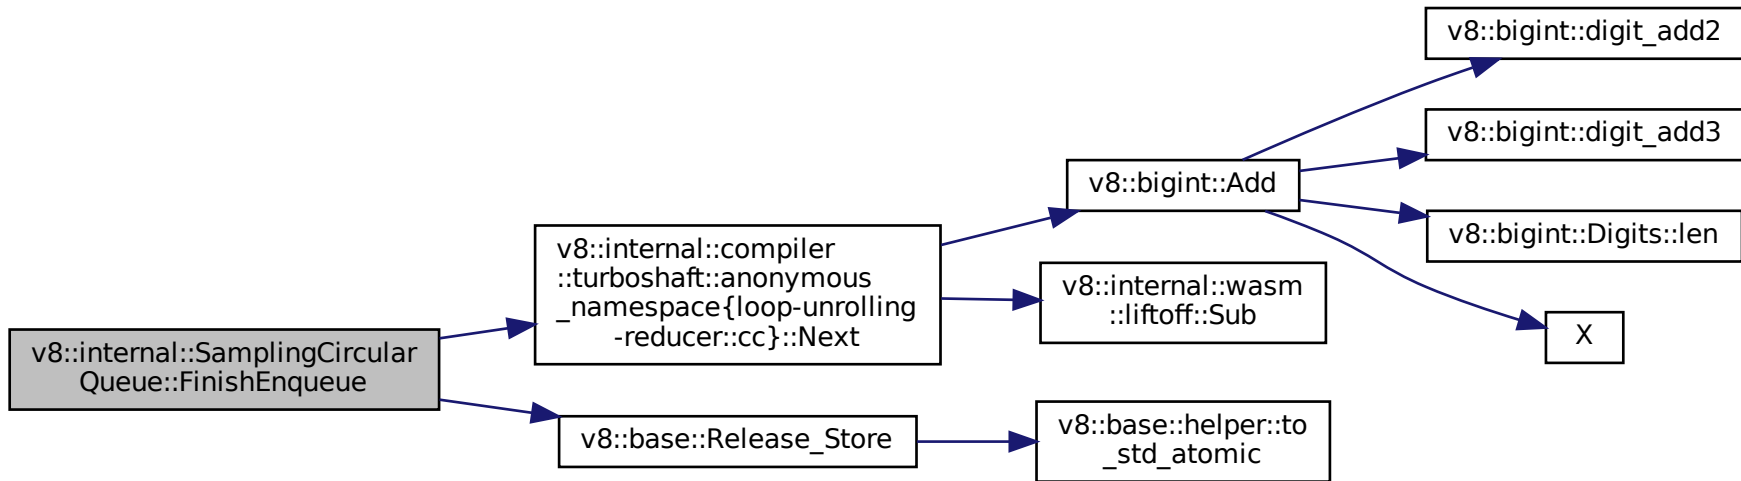 v8::internal::SamplingCircular
Queue::FinishEnqueue
v8::internal::compiler
::turboshaft::anonymous
_namespace{loop-unrolling
-reducer::cc}::Next
v8::base::Release_Store
v8::bigint::Add
v8::internal::wasm
::liftoff::Sub
v8::base::helper::to
_std_atomic
v8::bigint::digit_add2
v8::bigint::digit_add3
v8::bigint::Digits::len
X